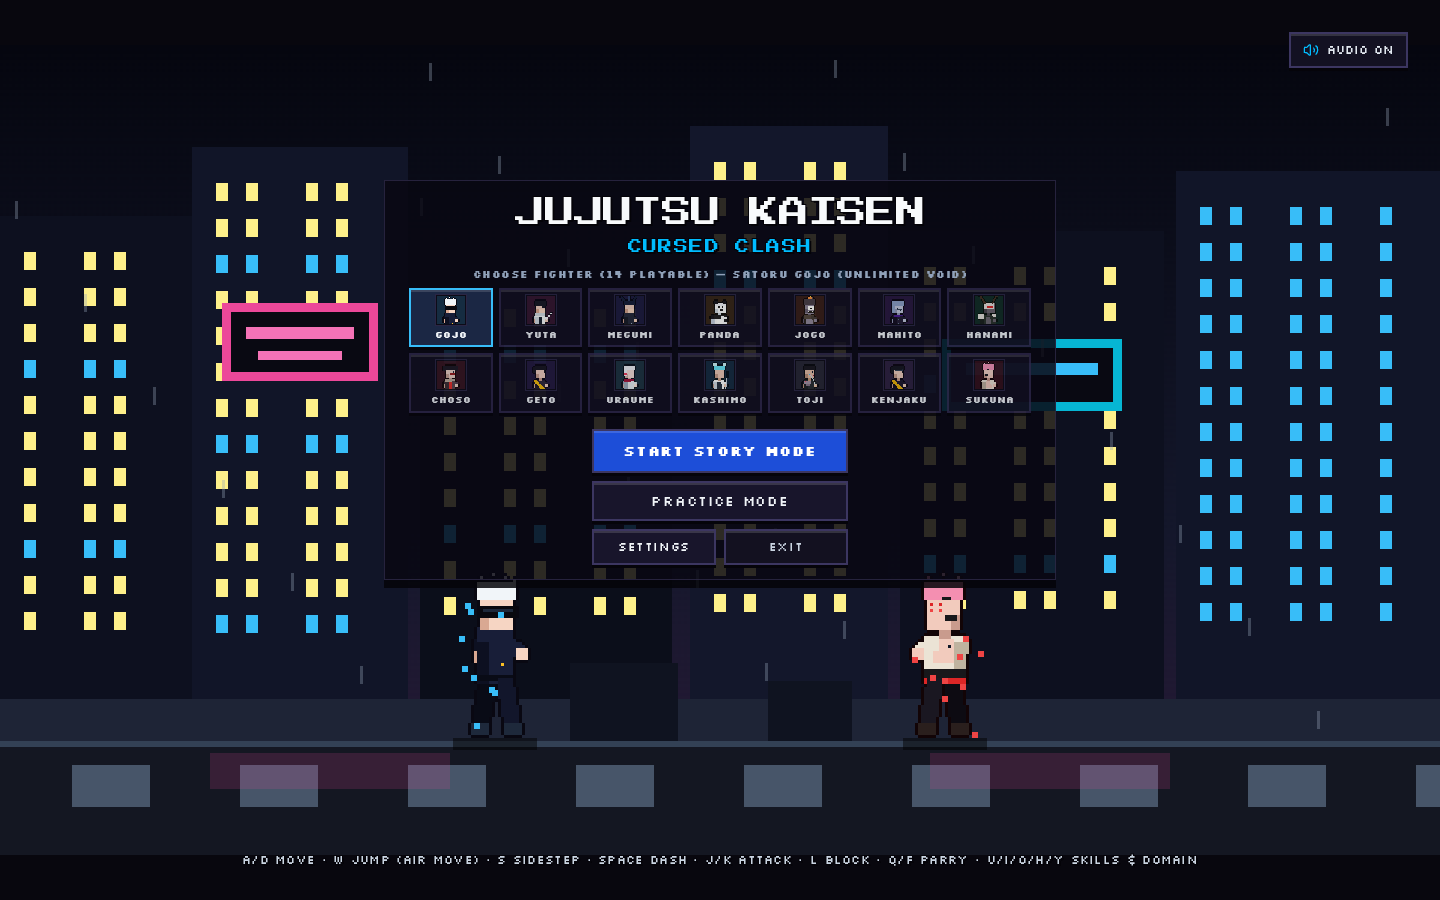 AUDIO ON
JUJUTSU KAISEN
CURSED CLASH
CHOOSE FIGHTER (14 PLAYABLE) — SATORU GOJO (UNLIMITED VOID)
GOJO YUTA MEGUMI PANDA JOGO MAHITO HANAMI
CHOSO GETO URAUME KASHIMO TOJI KENJAKU SUKUNA
START STORY MODE
PRACTICE MODE
SETTINGS EXIT
A/D MOVE · W JUMP (AIR MOVE) · S SIDESTEP · SPACE DASH · J/K ATTACK · L BLOCK · Q/F PARRY · U/I/O/H/Y SKILLS & DOMAIN